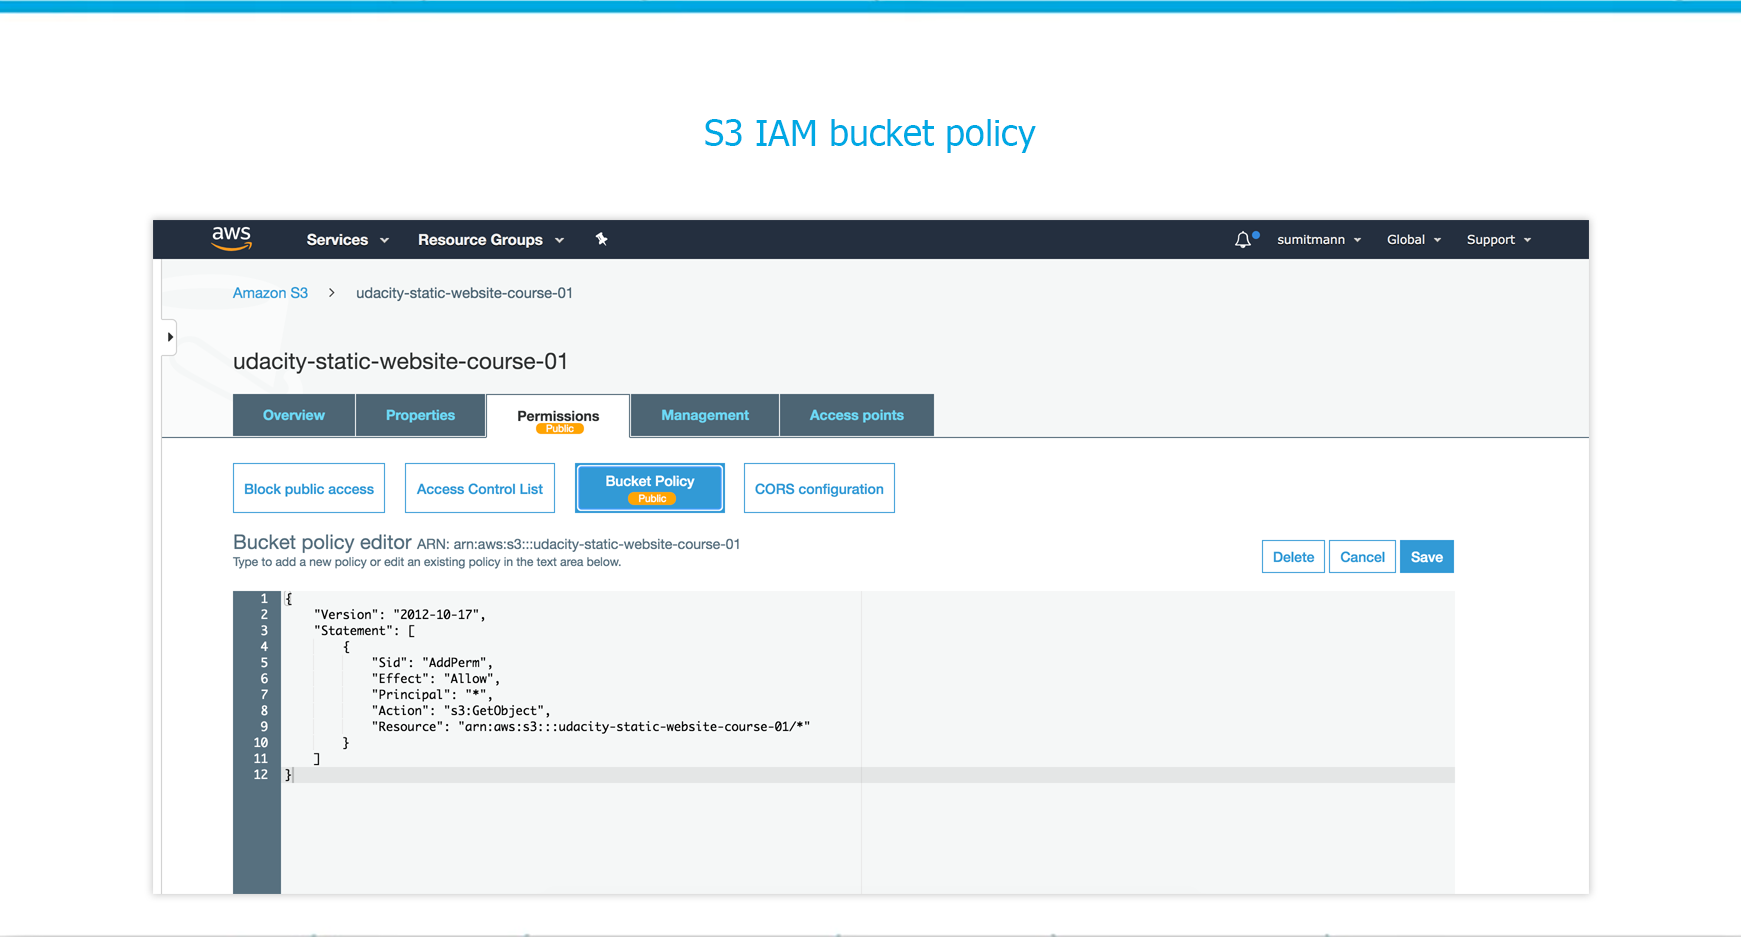 S3 IAM bucket policy
aws Services Resource Groups sumitmann Global Support
Amazon S3 > udacity-static-website-course-01
udacity-static-website-course-01
Overview Properties Permissions Management Access points
Public
Block public access Access Control List Bucket Policy CORS configuration
Public
Bucket policy editor ARN: arn:aws:s3:::udacity-static-website-course-01
Type to add a new policy or edit an existing policy in the text area below.
Delete Cancel Save
1 {
2 "Version": "2012-10-17",
3 "Statement": [
4 {
5 "Sid": "AddPerm",
6 "Effect": "Allow",
7 "Principal": "*",
8 "Action": "s3:GetObject",
9 "Resource": "arn:aws:s3:::udacity-static-website-course-01/*"
10 }
11 ]
12 }